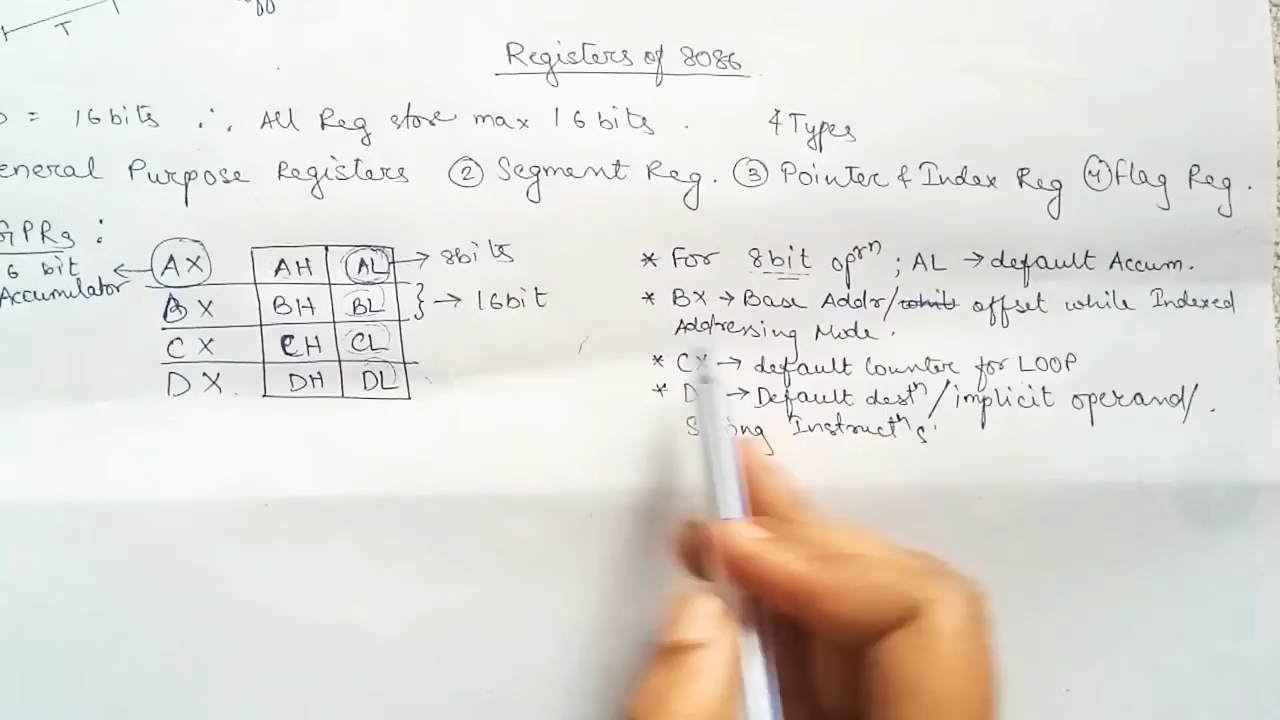 T
Registers of 8086
= 16bits ∴ All Reg store max 16 bits. 4 Types
eneral Purpose Registers ② Segment Reg. ③ Pointer & Index Reg ④ Flag Reg.
GPRs :
6 bit Accumulator ← AX AH AL → 8bits
BX BH BL } → 16bit
CX CH CL
DX DH DL
* For 8bit oprⁿ ; AL → default Accum.
* BX → Base Addr/ offset while Indexed
Addressing Mode.
* CX → default Counter for LOOP
* D → Default destⁿ/implicit operand/.
S ing Instructⁿs.